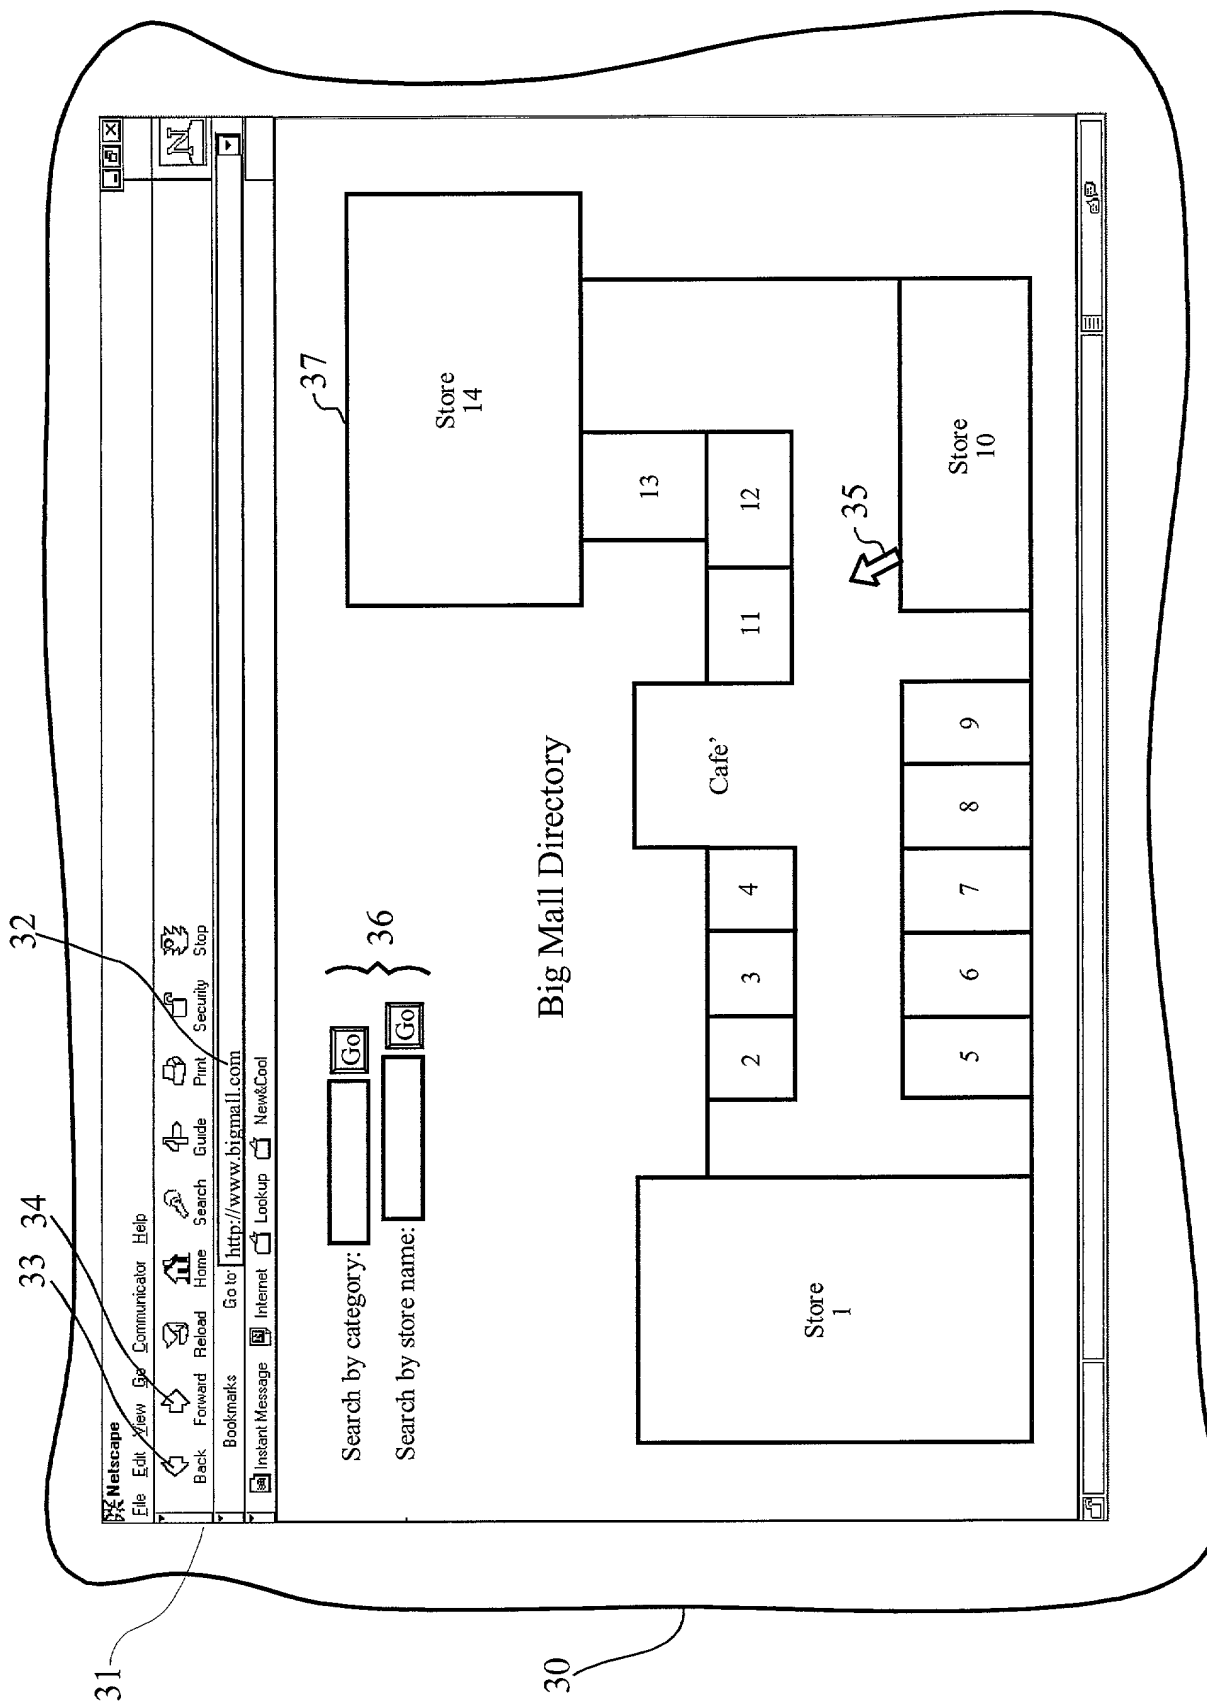 31
33
34
32
Netscape
File Edit View Go Communicator Help
Back Forward Reload Home Search Guide Print Security Stop
N
Bookmarks Go to: http://www.bigmall.com
Instant Message Internet Lookup New&Cool
Search by category: Go
Search by store name: Go
36
37
Big Mall Directory
Store
14
13
Store
1
2
3
4
Cafe’
11
12
35
5
6
7
8
9
Store
10
30